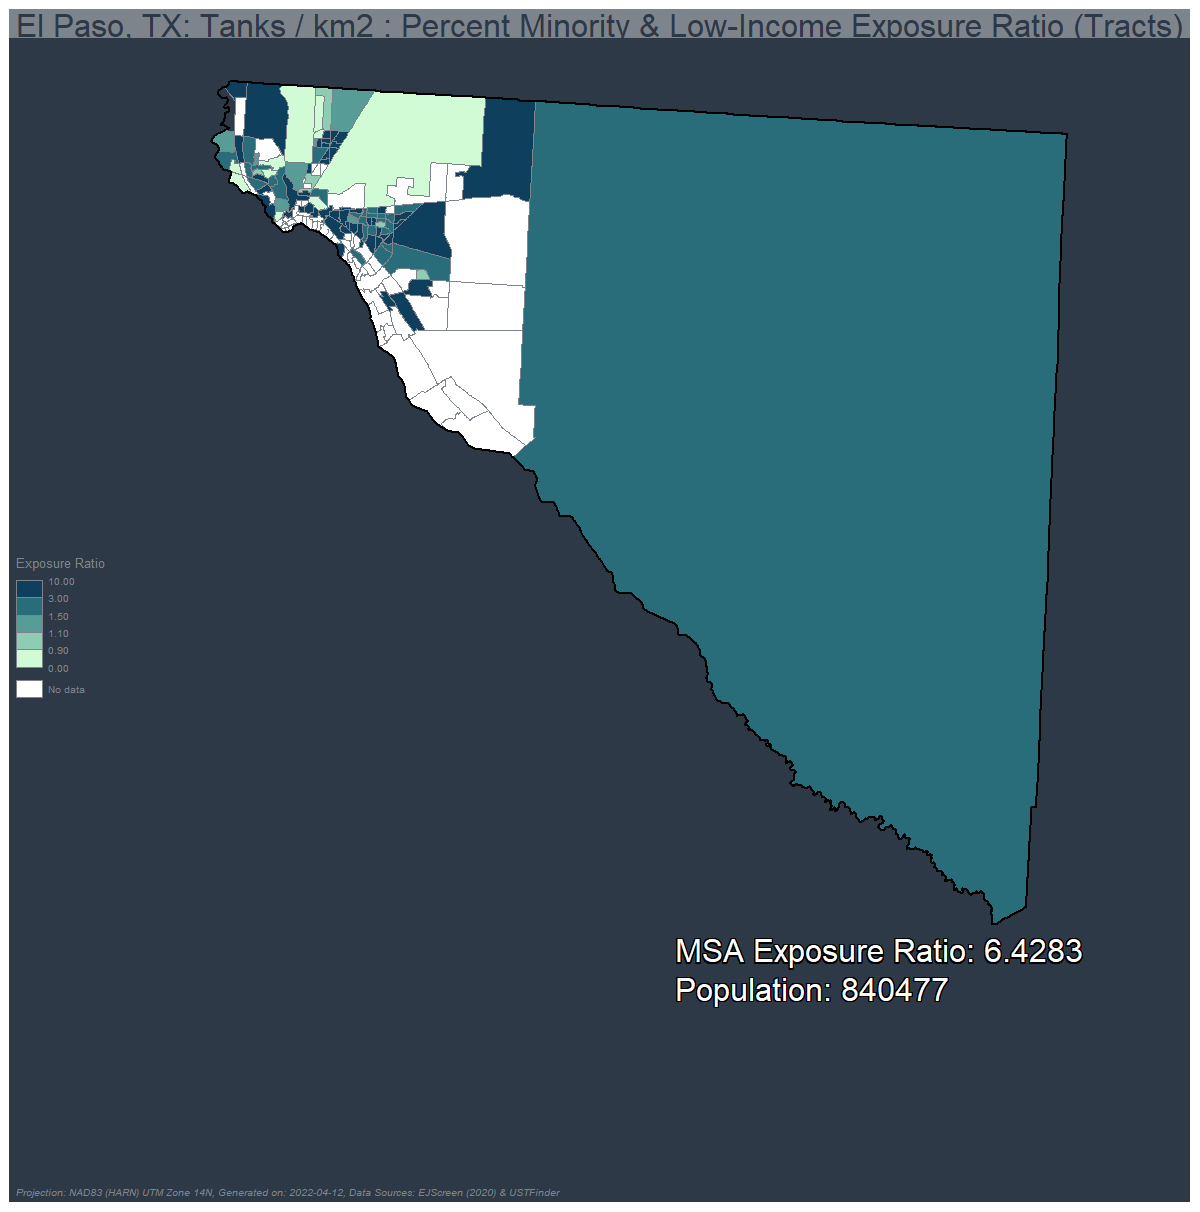 El Paso, TX: Tanks / km2 : Percent Minority & Low-Income Exposure Ratio (Tracts)
Exposure Ratio
10.00
3.00
1.50
1.10
0.90
0.00
No data
MSA Exposure Ratio: 6.4283
Population: 840477
Projection: NAD83 (HARN) UTM Zone 14N, Generated on: 2022-04-12, Data Sources: EJScreen (2020) & USTFinder